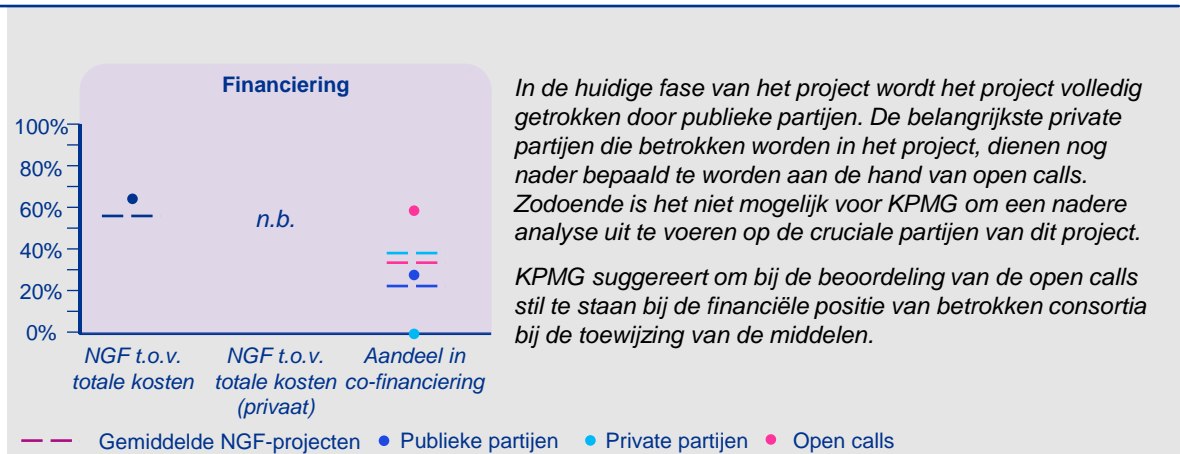 Financiering
100%
80%
60%
40%
20%
0%
n.b.
NGF t.o.v.
totale kosten
NGF t.o.v.
totale kosten
(privaat)
Aandeel in
co-financiering
In de huidige fase van het project wordt het project volledig
getrokken door publieke partijen. De belangrijkste private
partijen die betrokken worden in het project, dienen nog
nader bepaald te worden aan de hand van open calls.
Zodoende is het niet mogelijk voor KPMG om een nadere
analyse uit te voeren op de cruciale partijen van dit project.
KPMG suggereert om bij de beoordeling van de open calls
stil te staan bij de financiële positie van betrokken consortia
bij de toewijzing van de middelen.
Gemiddelde NGF-projecten Publieke partijen Private partijen Open calls